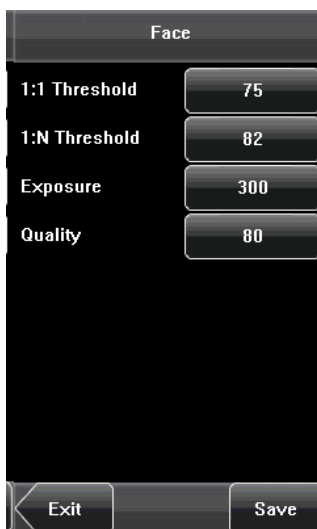 Face
1:1 Threshold 75
1:N Threshold 82
Exposure 300
Quality 80
Exit Save